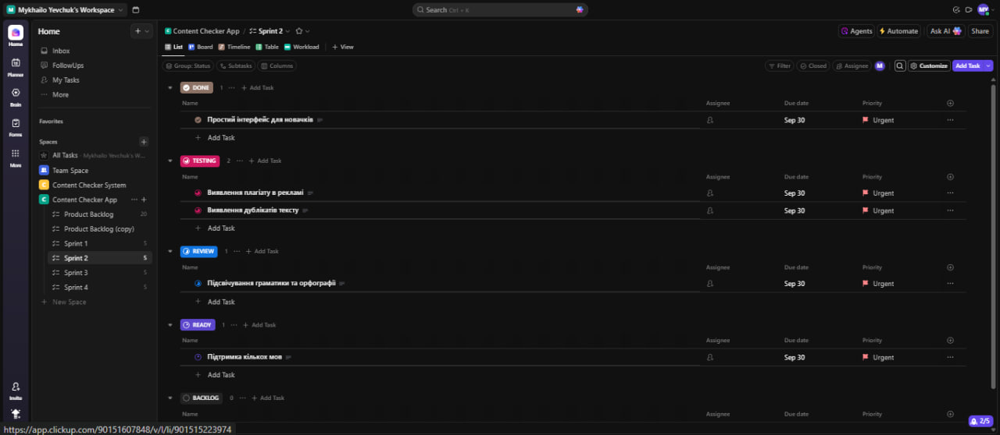 Mykhailo Yevchuk's Workspace
Search Ctrl + K
MY
Home
Home
Planner
Brain
Forms
More
Invite
Inbox
FollowUps
My Tasks
More
Favorites
Spaces
All Tasks - Mykhailo Yevchuk's W...
Team Space
Content Checker System
Content Checker App
Product Backlog 20
Product Backlog (copy)
Sprint 1 5
Sprint 2 5
Sprint 3 5
Sprint 4 5
New Space
Content Checker App / Sprint 2
Agents Automate Ask AI Share
List Board Timeline Table Workload + View
Group: Status Subtasks Columns
Filter Closed Assignee M Customize Add Task
DONE 1 ... + Add Task
Name Assignee Due date Priority
Простий інтерфейс для новачків Sep 30 Urgent
+ Add Task
TESTING 2 ... + Add Task
Name Assignee Due date Priority
Виявлення плагіату в рекламі Sep 30 Urgent
Виявлення дублікатів тексту Sep 30 Urgent
+ Add Task
REVIEW 1 ... + Add Task
Name Assignee Due date Priority
Підсвічування граматики та орфографії Sep 30 Urgent
+ Add Task
READY 1 ... + Add Task
Name Assignee Due date Priority
Підтримка кількох мов Sep 30 Urgent
+ Add Task
BACKLOG 0 ... + Add Task
Name Assignee Due date Priority
2/5
https://app.clickup.com/90151607848/v/l/li/901515223974